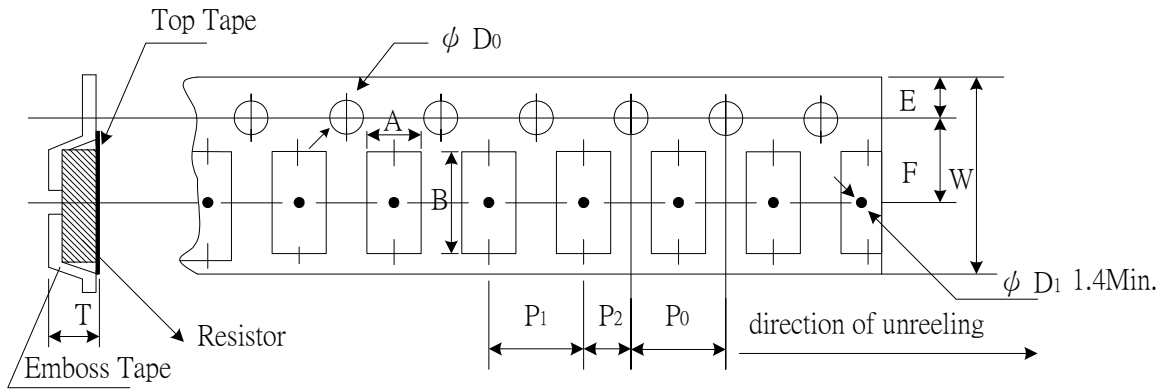 Top Tape
φ D0
E
A
F
W
B
φ D1 1.4Min.
T
P1
P2
P0
Resistor
direction of unreeling
Emboss Tape